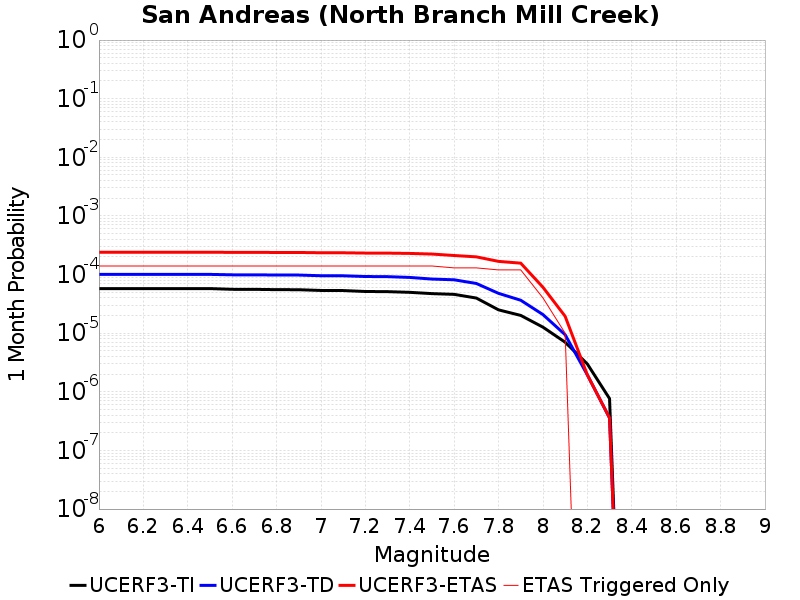 San Andreas (North Branch Mill Creek)
1 Month Probability
10^0
10^-1
10^-2
10^-3
10^-4
10^-5
10^-6
10^-7
10^-8
6 6.2 6.4 6.6 6.8 7 7.2 7.4 7.6 7.8 8 8.2 8.4 8.6 8.8 9
Magnitude
UCERF3-TI UCERF3-TD UCERF3-ETAS ETAS Triggered Only